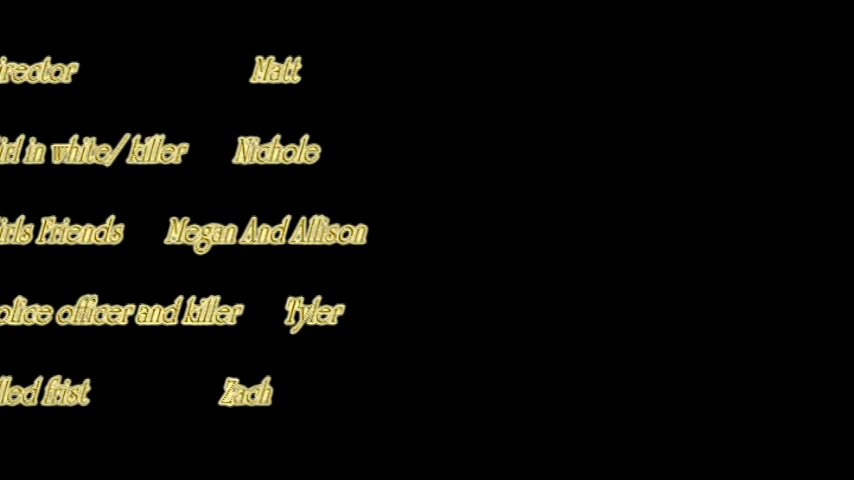 irector Matt
irl in white/ killer Nichole
irls Friends Megan And Allison
olice officer and killer Tyler
lled frist Zach